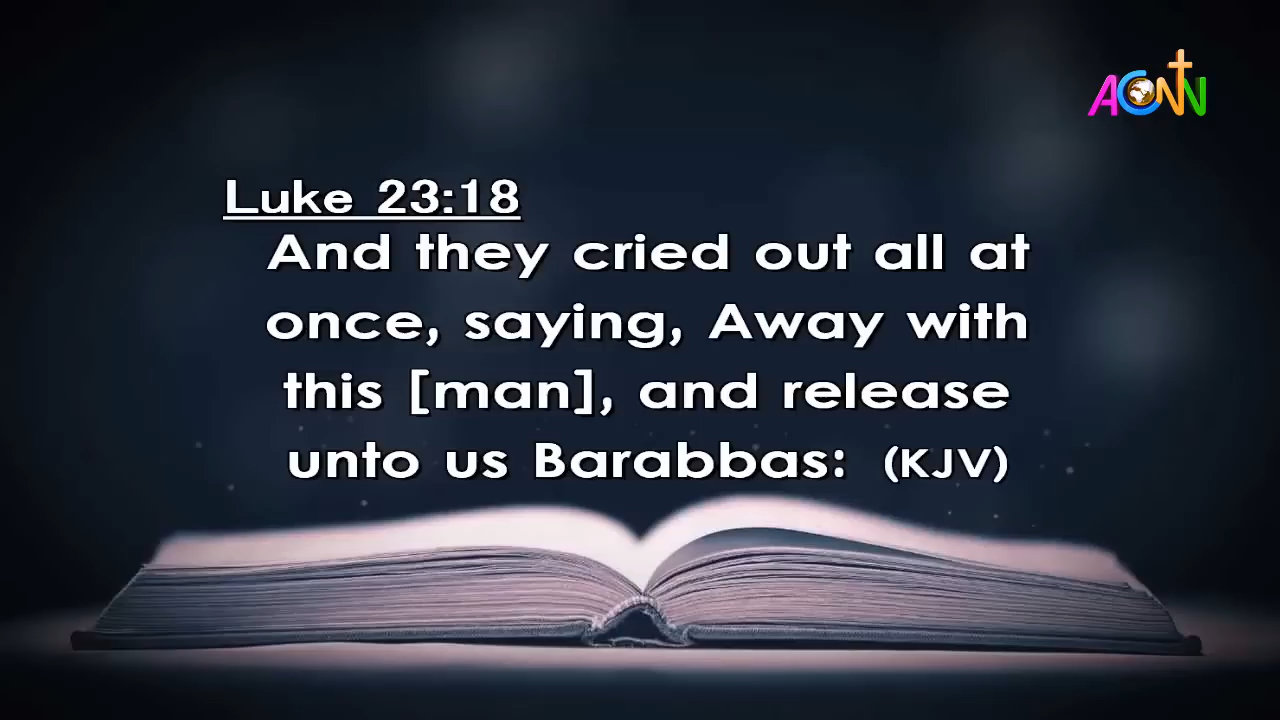 ACNN
Luke 23:18
And they cried out all at
once, saying, Away with
this [man], and release
unto us Barabbas: (KJV)